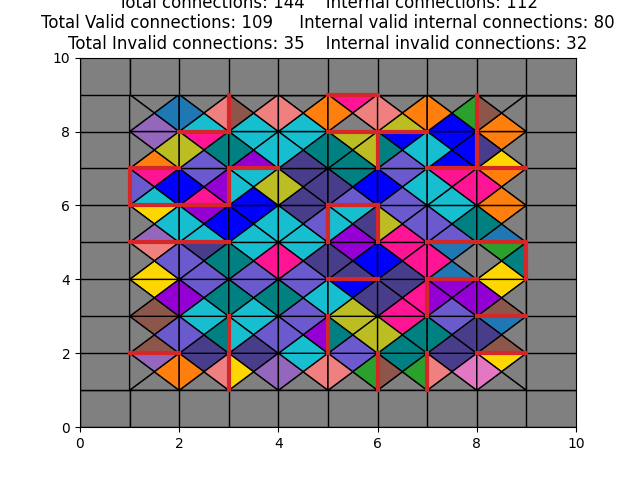 Total connections: 144    Internal connections: 112
Total Valid connections: 109    Internal valid internal connections: 80
Total Invalid connections: 35    Internal invalid connections: 32
10
8
6
4
2
0
0 2 4 6 8 10